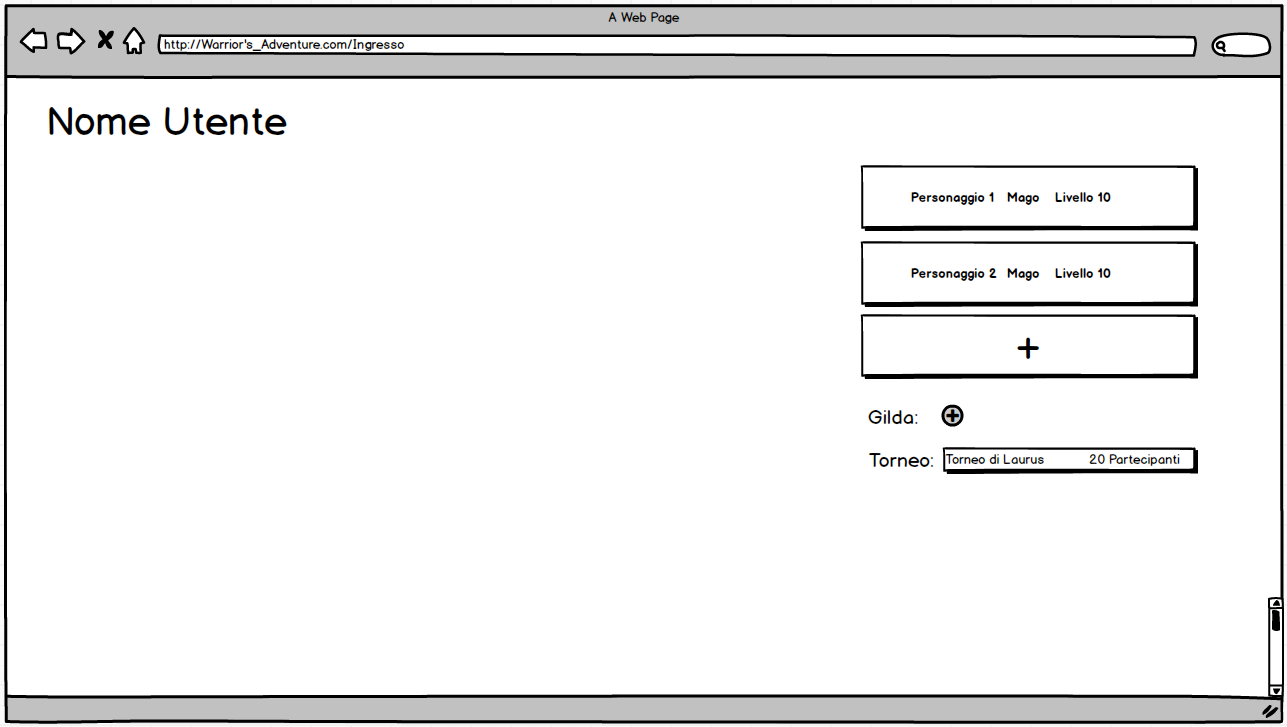 A Web Page
http://Warrior's_Adventure.com/Ingresso
Nome Utente
Personaggio 1 Mago Livello 10
Personaggio 2 Mago Livello 10
+
Gilda:
Torneo: Torneo di Laurus 20 Partecipanti